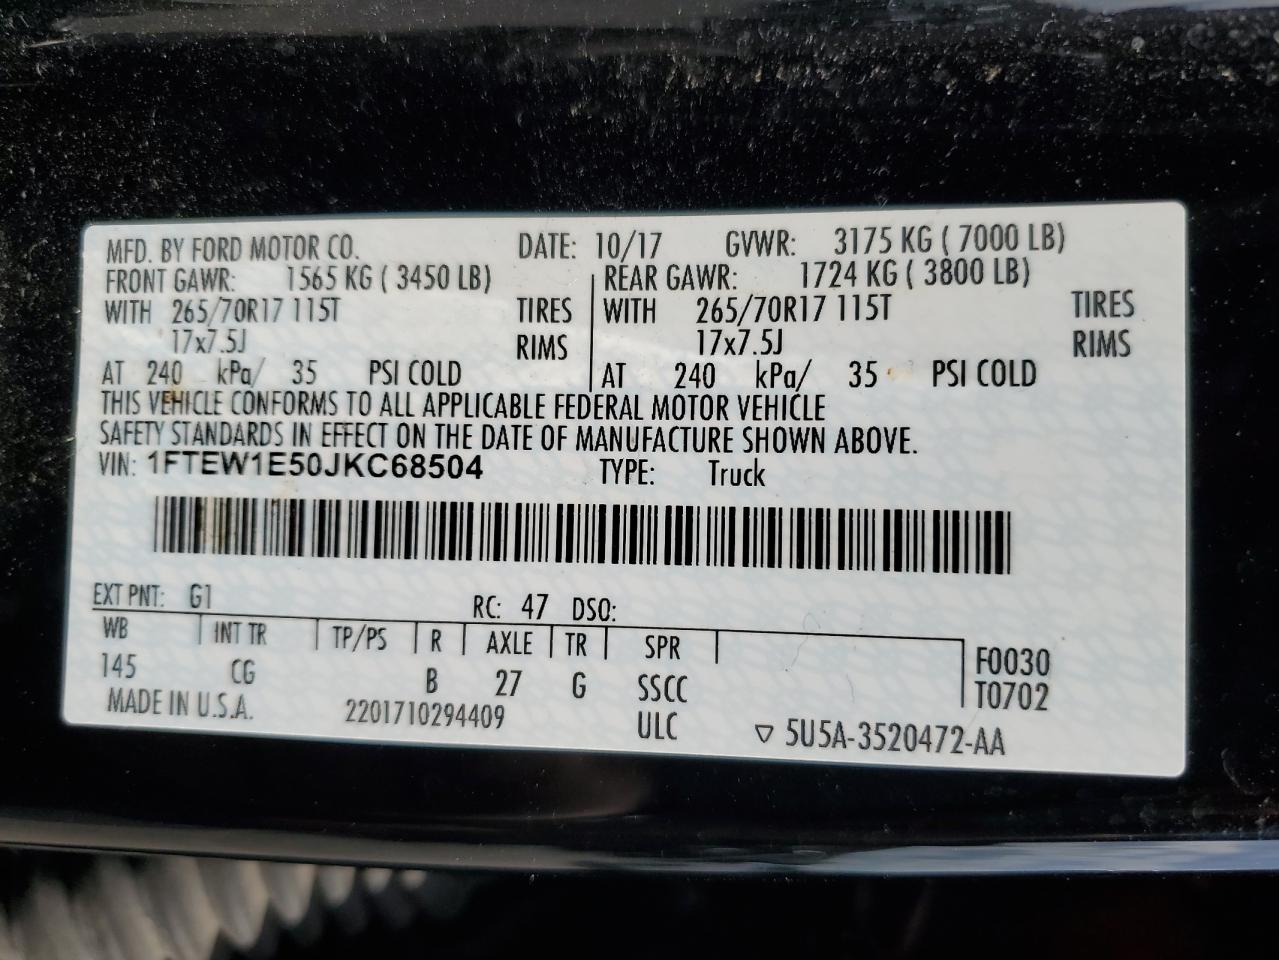 MFD. BY FORD MOTOR CO. DATE: 10/17 GVWR: 3175 KG ( 7000 LB)
FRONT GAWR: 1565 KG ( 3450 LB) REAR GAWR: 1724 KG ( 3800 LB)
WITH 265/70R17 115T TIRES WITH 265/70R17 115T TIRES
17x7.5J RIMS 17x7.5J RIMS
AT 240 kPa/ 35 PSI COLD AT 240 kPa/ 35 PSI COLD
THIS VEHICLE CONFORMS TO ALL APPLICABLE FEDERAL MOTOR VEHICLE
SAFETY STANDARDS IN EFFECT ON THE DATE OF MANUFACTURE SHOWN ABOVE.
VIN: 1FTEW1E50JKC68504 TYPE: Truck
EXT PNT: G1 RC: 47 DSO:
WB INT TR TP/PS R AXLE TR SPR F0030
145 CG B 27 G SSCC T0702
MADE IN U.S.A. 2201710294409 ULC ▽ 5U5A-3520472-AA